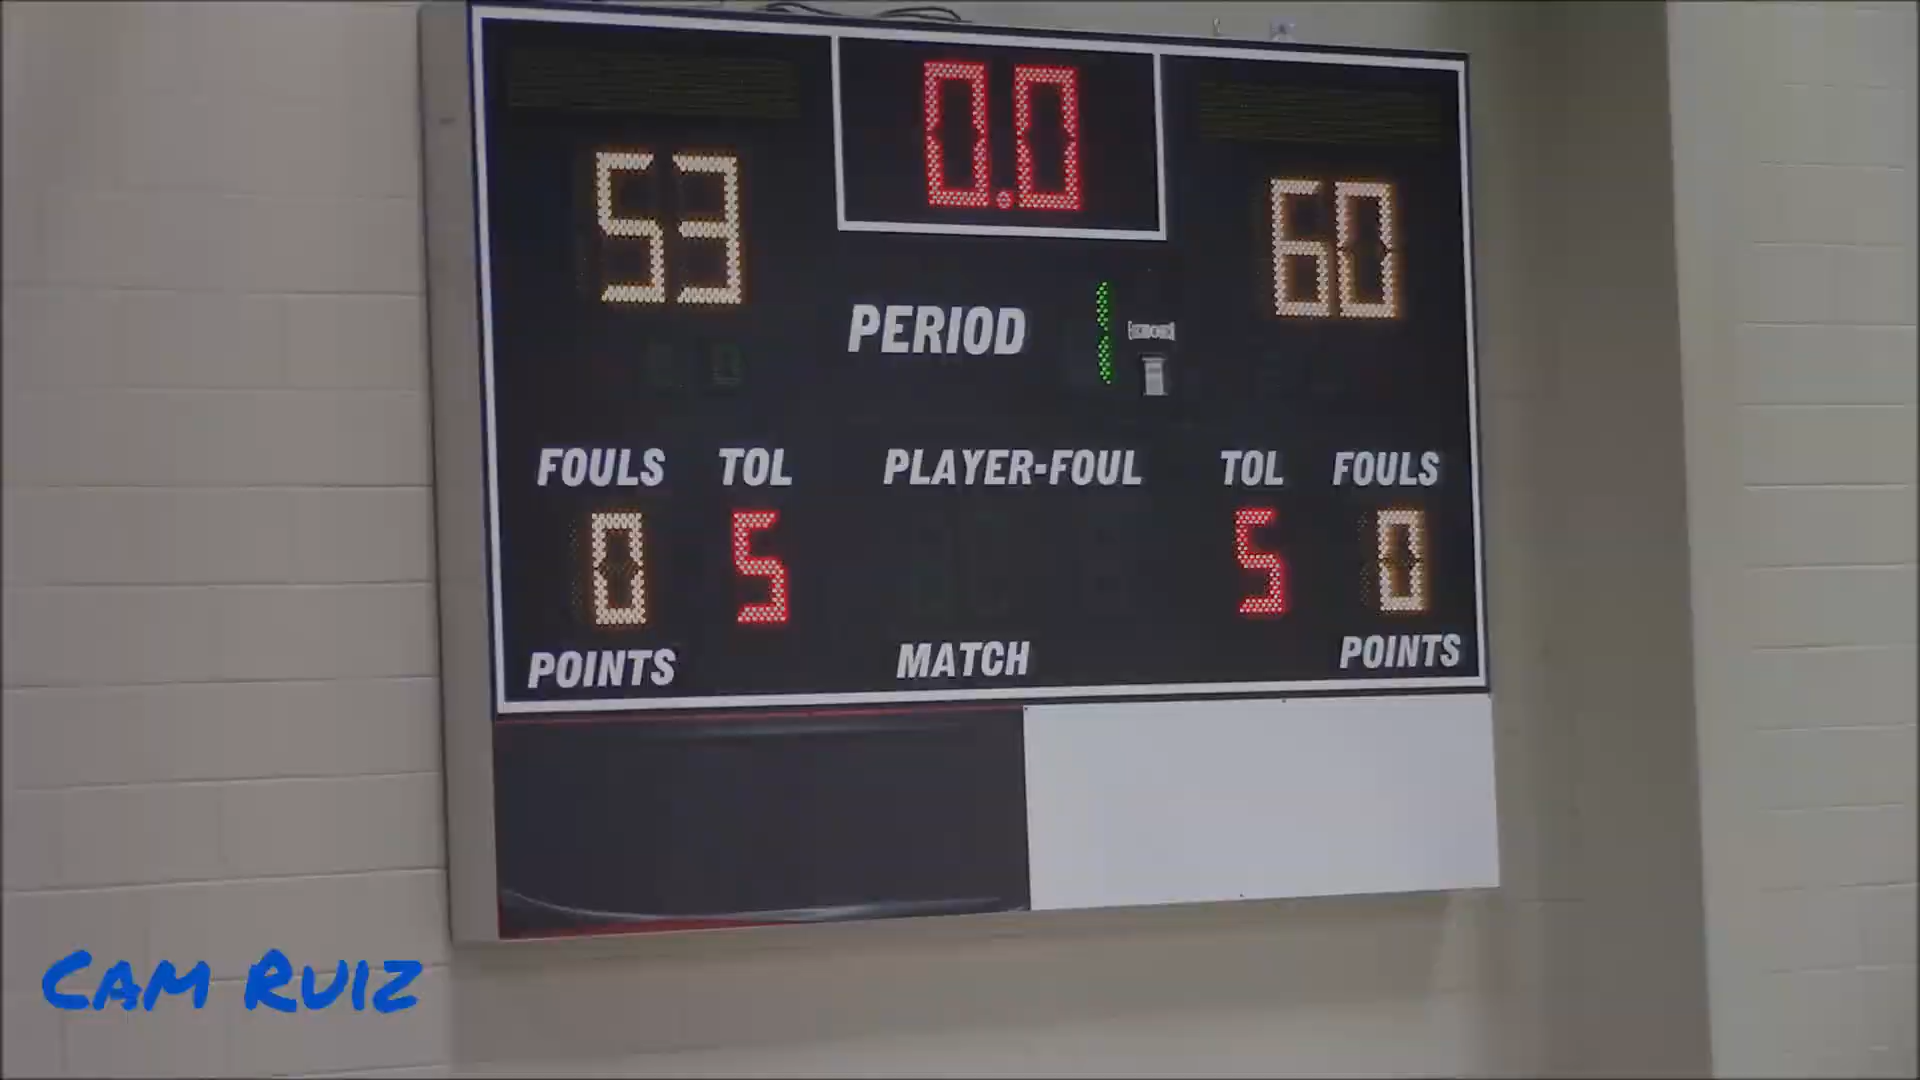 0.0
53 60
PERIOD 1
FOULS TOL PLAYER-FOUL TOL FOULS
0 5 5 0
POINTS MATCH POINTS
CAM RUIZ